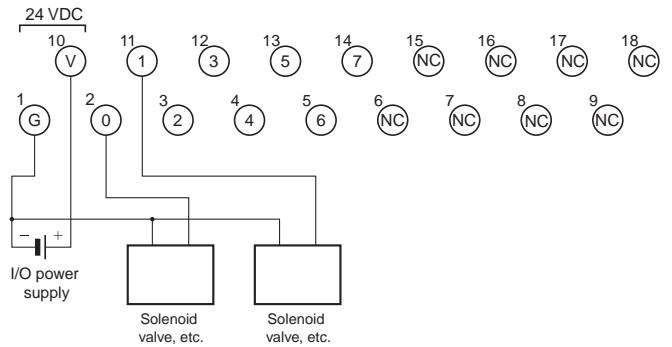 24 VDC
10 11 12 13 14 15 16 17 18
V 1 3 5 7 NC NC NC NC
1 2 3 4 5 6 7 8 9
G 0 2 4 6 NC NC NC NC
− +
I/O power
supply
Solenoid
valve, etc.
Solenoid
valve, etc.